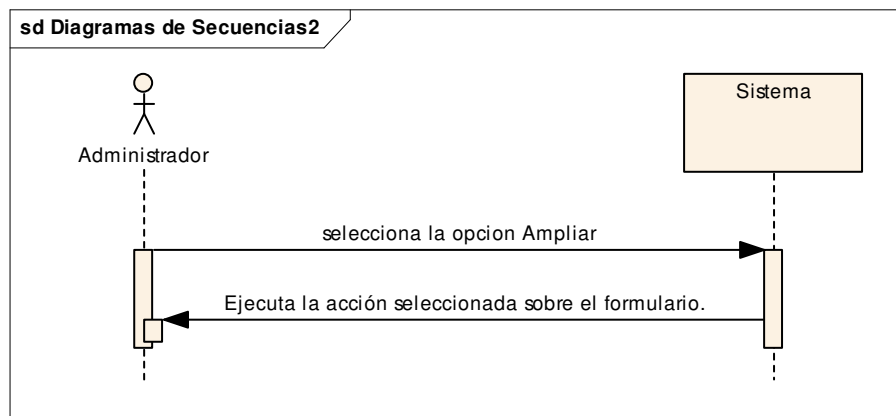 sd Diagramas de Secuencias2
Administrador
Sistema
selecciona la opcion Ampliar
Ejecuta la acción seleccionada sobre el formulario.